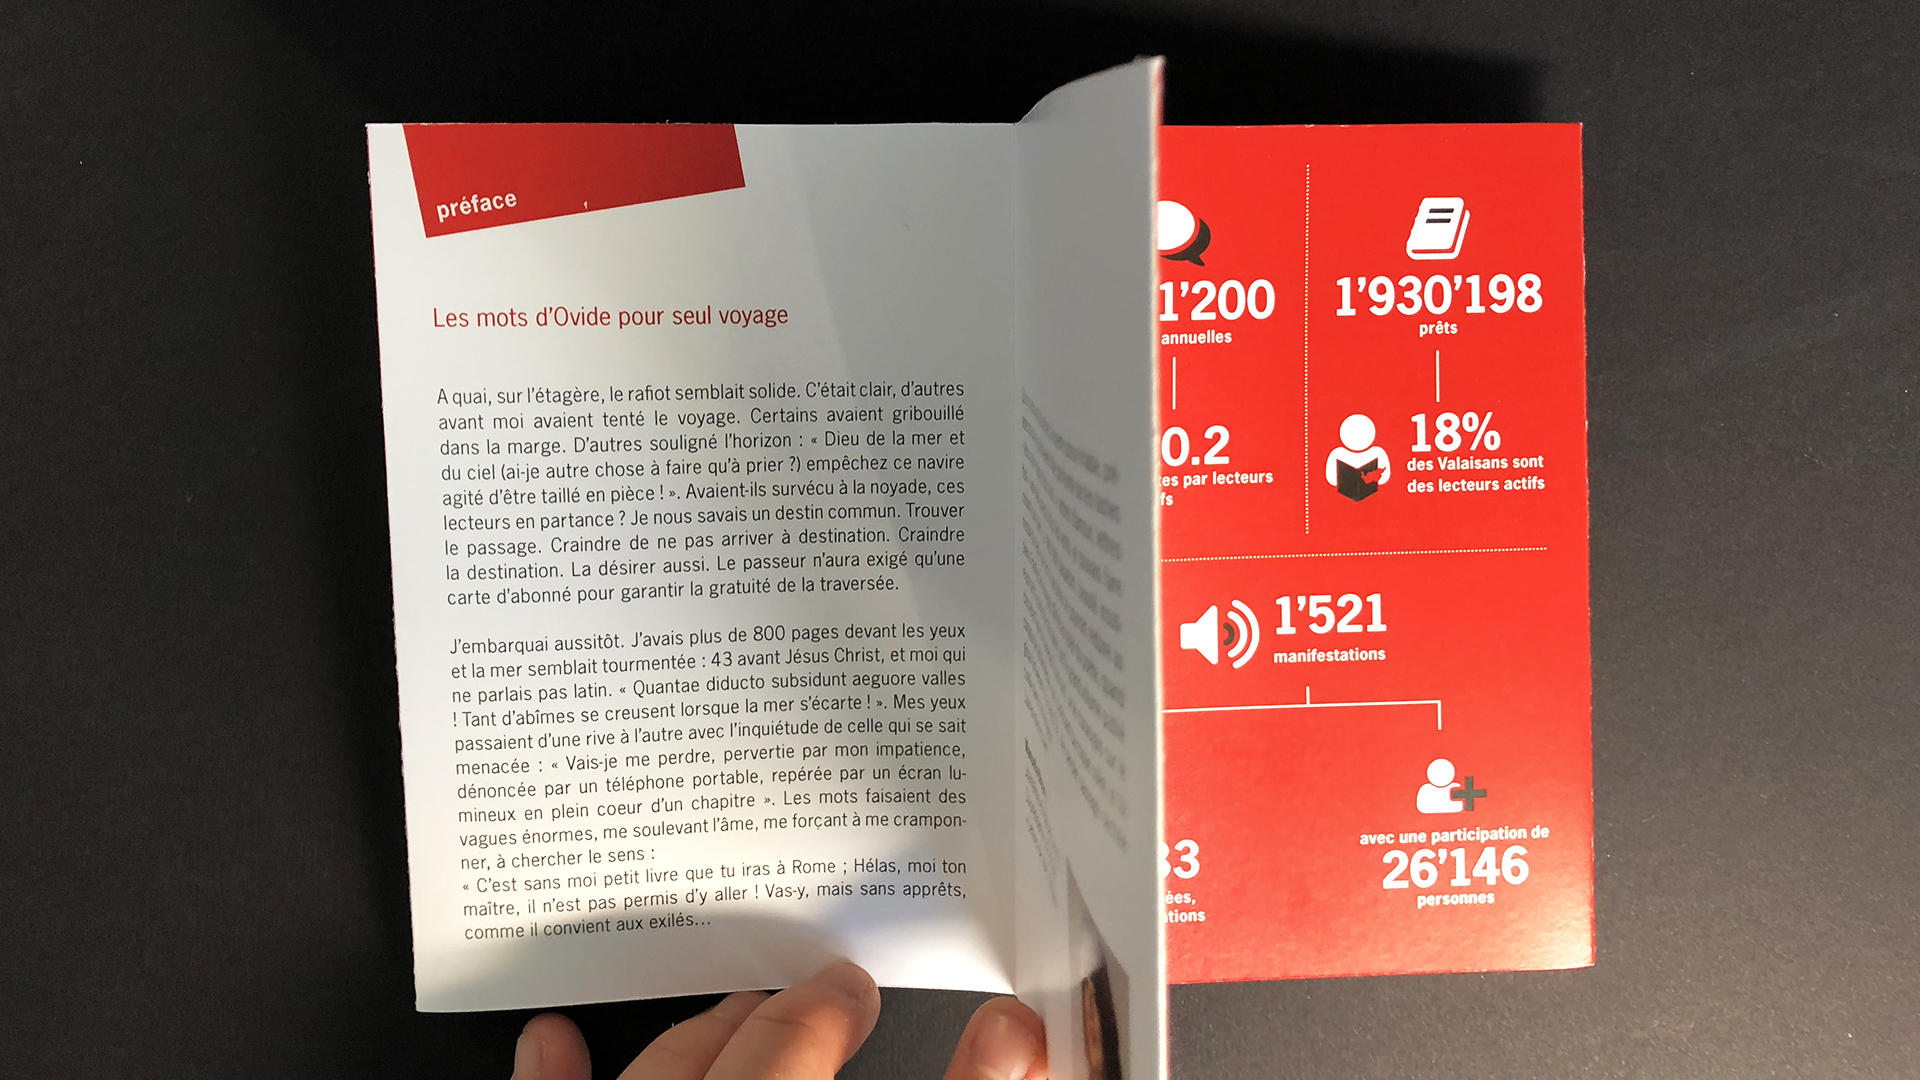 préface
Les mots d'Ovide pour seul voyage
A quai, sur l'étagère, le rafiot semblait solide. C'était clair, d'autres
avant moi avaient tenté le voyage. Certains avaient gribouillé
dans la marge. D'autres souligné l'horizon : « Dieu de la mer et
du ciel (ai-je autre chose à faire qu'à prier ?) empêchez ce navire
agité d'être taillé en pièce ! ». Avaient-ils survécu à la noyade, ces
lecteurs en partance ? Je nous savais un destin commun. Trouver
le passage. Craindre de ne pas arriver à destination. Craindre
la destination. La désirer aussi. Le passeur n'aura exigé qu'une
carte d'abonné pour garantir la gratuité de la traversée.
J'embarquai aussitôt. J'avais plus de 800 pages devant les yeux
et la mer semblait tourmentée : 43 avant Jésus Christ, et moi qui
ne parlais pas latin. « Quantae diducto subsidunt aeguore valles
! Tant d'abîmes se creusent lorsque la mer s'écarte ! ». Mes yeux
passaient d'une rive à l'autre avec l'inquiétude de celle qui se sait
menacée : « Vais-je me perdre, pervertie par mon impatience,
dénoncée par un téléphone portable, repérée par un écran lu-
mineux en plein coeur d'un chapitre ». Les mots faisaient des
vagues énormes, me soulevant l'âme, me forçant à me crampon-
ner, à chercher le sens :
« C'est sans moi petit livre que tu iras à Rome ; Hélas, moi ton
maître, il n'est pas permis d'y aller ! Vas-y, mais sans apprêts,
comme il convient aux exilés...
1'200
annuelles
0.2
es par lecteurs
fs
1'930'198
prêts
18%
des Valaisans sont
des lecteurs actifs
1'521
manifestations
33
ées,
tions
avec une participation de
26'146
personnes